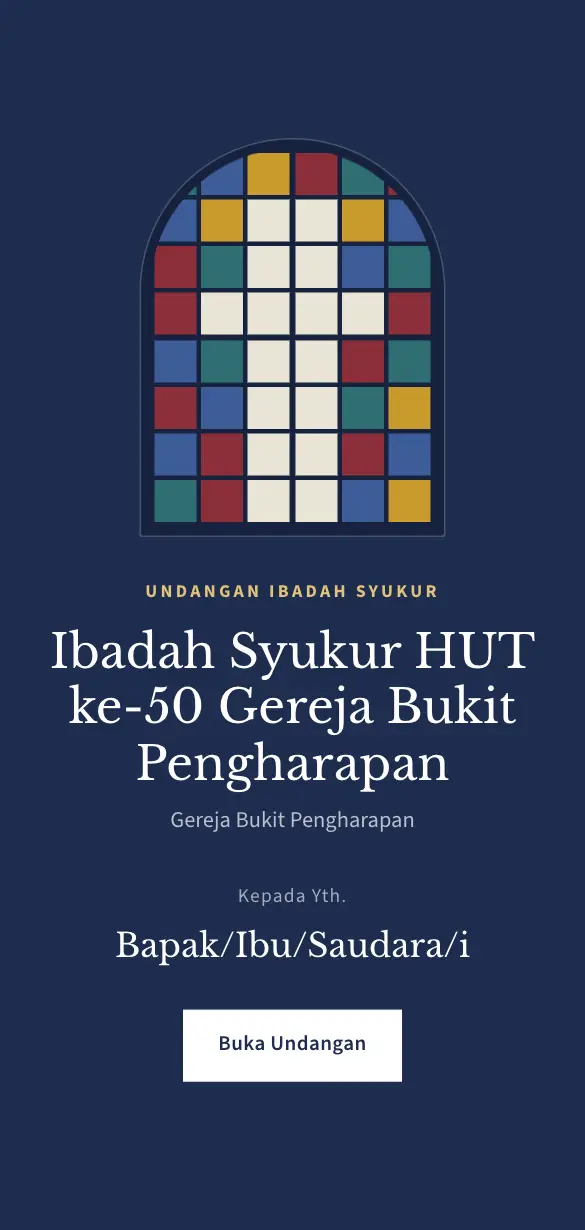 UNDANGAN IBADAH SYUKUR
Ibadah Syukur HUT
ke-50 Gereja Bukit
Pengharapan
Gereja Bukit Pengharapan
Kepada Yth.
Bapak/Ibu/Saudara/i
Buka Undangan